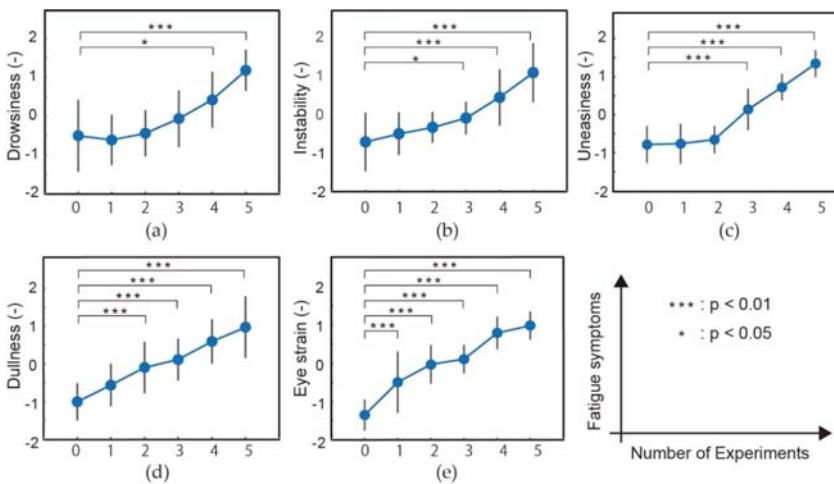 ***
*
2
1
0
-1
-2
Drowsiness (-)
0 1 2 3 4 5
(a)
***
***
*
2
1
0
-1
-2
Instability (-)
0 1 2 3 4 5
(b)
***
***
***
2
1
0
-1
-2
Uneasiness (-)
0 1 2 3 4 5
(c)
***
***
***
***
2
1
0
-1
-2
Dullness (-)
0 1 2 3 4 5
(d)
***
***
***
***
***
2
1
0
-1
-2
Eye strain (-)
0 1 2 3 4 5
(e)
Fatigue symptoms
*** : p < 0.01
* : p < 0.05
Number of Experiments